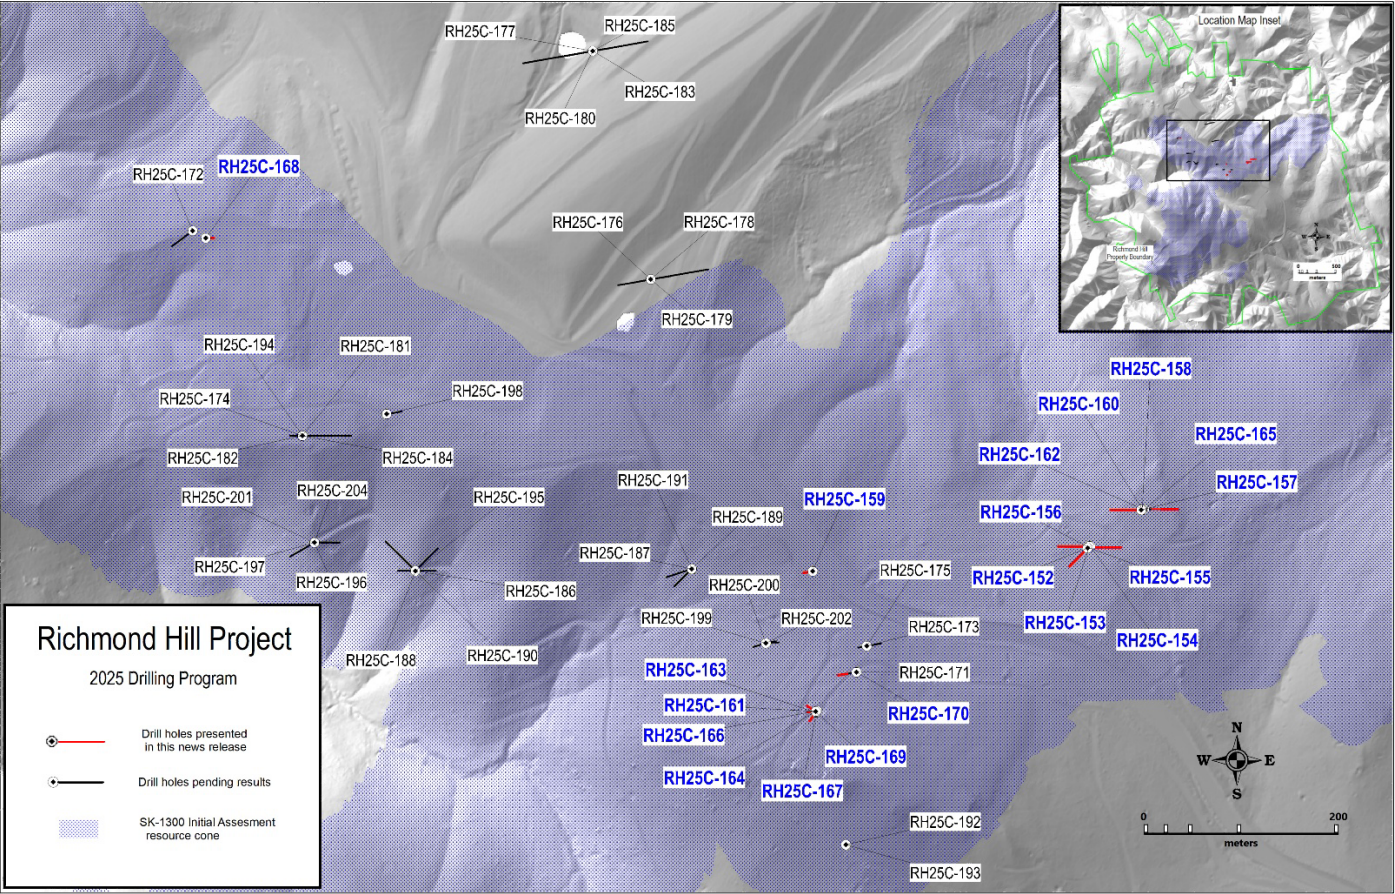 RH25C-185
RH25C-177
RH25C-183
RH25C-180
Location Map Inset
N
W
E
S
0
100
meters
Richmond Hill
Property Boundary
RH25C-168
RH25C-172
RH25C-176
RH25C-178
RH25C-179
RH25C-194
RH25C-181
RH25C-198
RH25C-174
RH25C-182
RH25C-184
RH25C-158
RH25C-160
RH25C-165
RH25C-162
RH25C-157
RH25C-156
RH25C-152
RH25C-155
RH25C-153
RH25C-154
RH25C-201
RH25C-204
RH25C-195
RH25C-197
RH25C-196
RH25C-186
RH25C-188
RH25C-190
RH25C-191
RH25C-159
RH25C-189
RH25C-187
RH25C-175
RH25C-200
RH25C-199
RH25C-202
RH25C-173
RH25C-163
RH25C-171
RH25C-161
RH25C-170
RH25C-166
RH25C-169
RH25C-164
RH25C-167
RH25C-192
RH25C-193
Richmond Hill Project
2025 Drilling Program
Drill holes presented
in this news release
Drill holes pending results
SK-1300 Initial Assesment
resource cone
N
W
E
S
0
200
meters